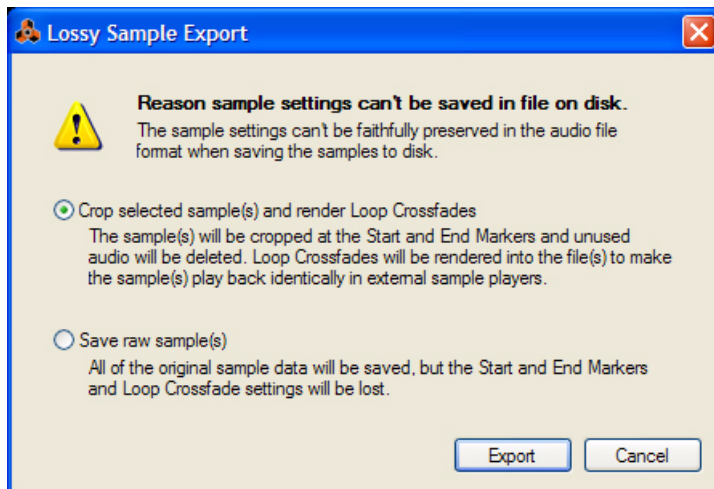 Lossy Sample Export
Reason sample settings can't be saved in file on disk.
The sample settings can't be faithfully preserved in the audio file
format when saving the samples to disk.
Crop selected sample(s) and render Loop Crossfades
The sample(s) will be cropped at the Start and End Markers and unused
audio will be deleted. Loop Crossfades will be rendered into the file(s) to make
the sample(s) play back identically in external sample players.
Save raw sample(s)
All of the original sample data will be saved, but the Start and End Markers
and Loop Crossfade settings will be lost.
Export
Cancel